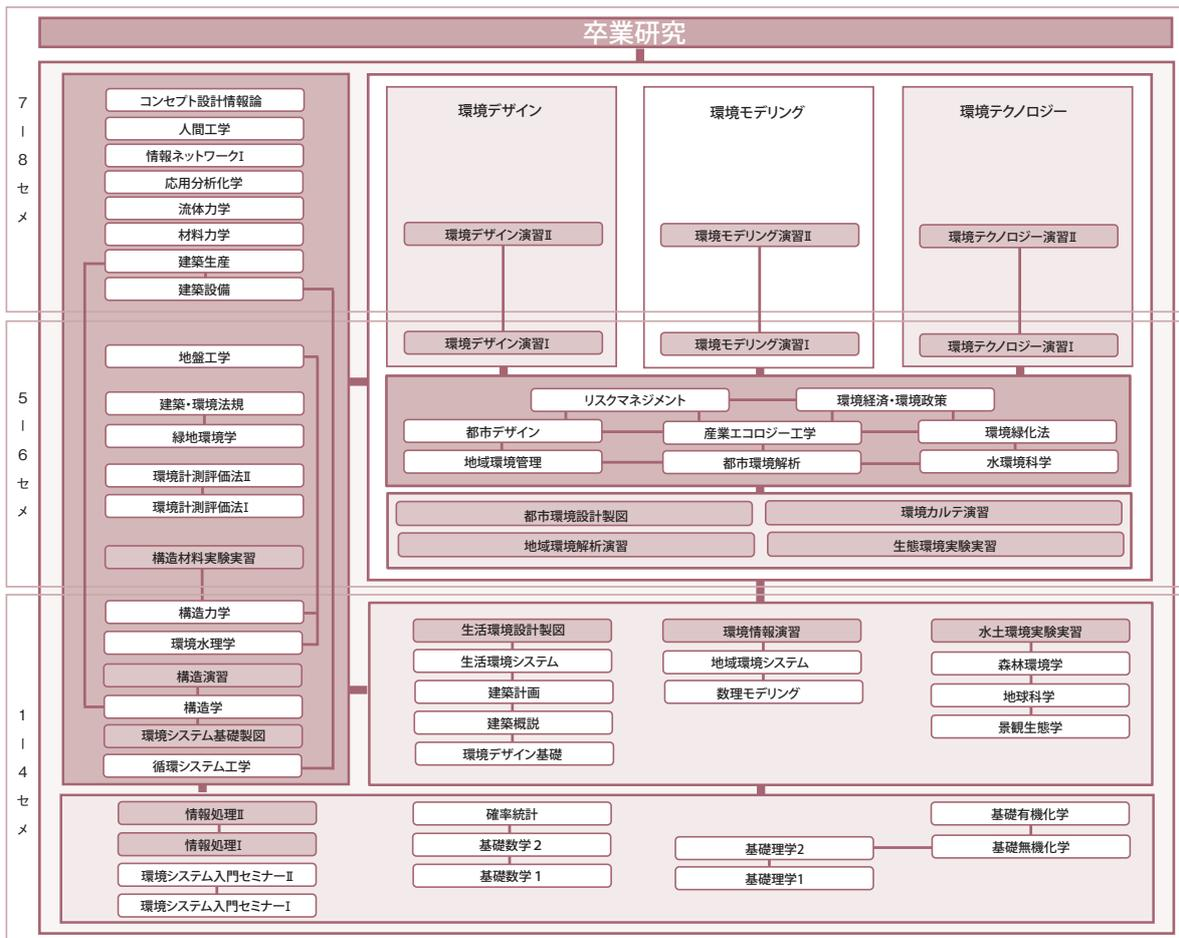 卒業研究
7
ー
8
セ
メ
コンセプト設計情報論
人間工学
情報ネットワークⅠ
応用分析化学
流体力学
材料力学
建築生産
建築設備
環境デザイン
環境モデリング
環境テクノロジー
環境デザイン演習Ⅱ
環境モデリング演習Ⅱ
環境テクノロジー演習Ⅱ
環境デザイン演習Ⅰ
環境モデリング演習Ⅰ
環境テクノロジー演習Ⅰ
5
ー
6
セ
メ
地盤工学
建築・環境法規
緑地環境学
環境計測評価法Ⅱ
環境計測評価法Ⅰ
構造材料実験実習
リスクマネジメント
環境経済・環境政策
都市デザイン
産業エコロジー工学
環境緑化法
地域環境管理
都市環境解析
水環境科学
都市環境設計製図
環境カルテ演習
地域環境解析演習
生態環境実験実習
1
ー
4
セ
メ
構造力学
環境水理学
構造演習
構造学
環境システム基礎製図
循環システム工学
生活環境設計製図
生活環境システム
建築計画
建築概説
環境デザイン基礎
環境情報演習
地域環境システム
数理モデリング
水土環境実験実習
森林環境学
地球科学
景観生態学
情報処理Ⅱ
情報処理Ⅰ
環境システム入門セミナーⅡ
環境システム入門セミナーⅠ
確率統計
基礎数学2
基礎数学1
基礎理学2
基礎理学1
基礎有機化学
基礎無機化学